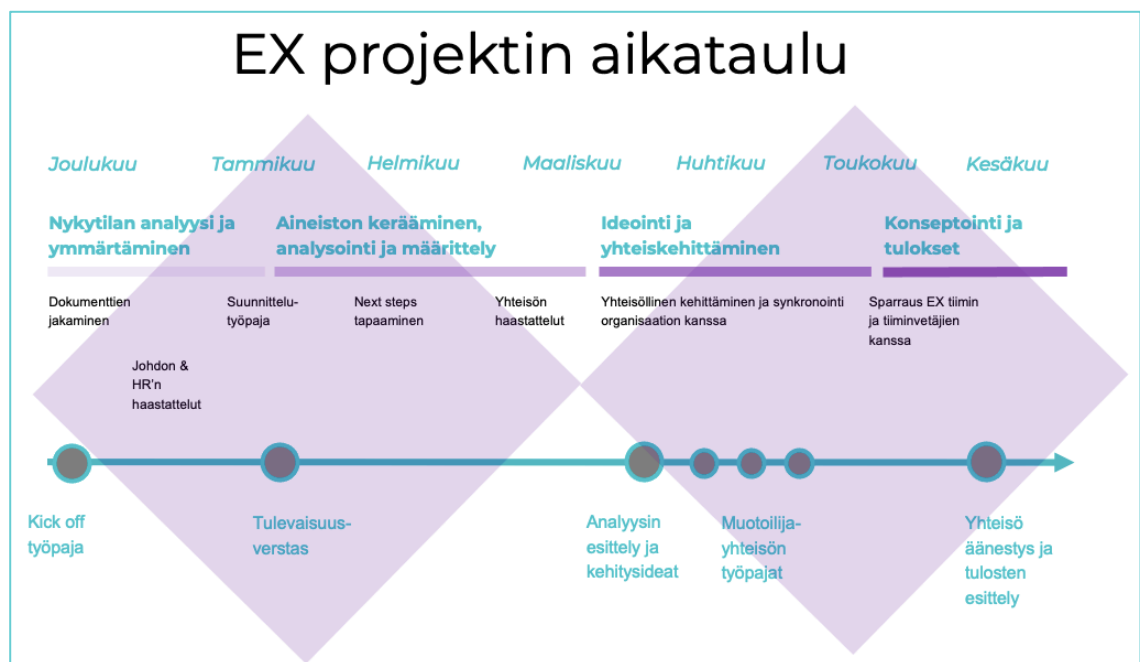 EX projektin aikataulu
Joulukuu
Tammikuu
Helmikuu
Maaliskuu
Huhtikuu
Toukokuu
Kesäkuu
Nykytilan analyysi ja
ymmärtäminen
Aineiston kerääminen,
analysointi ja määrittely
Ideointi ja
yhteiskehittäminen
Konseptointi ja
tulokset
Dokumenttien
jakaminen
Johdon &
HR'n
haastattelut
Suunnittelu-
työpaja
Next steps
tapaaminen
Yhteisön
haastattelut
Yhteisöllinen kehittäminen ja synkronointi
organisaation kanssa
Sparraus EX tiimin
ja tiiminvetäjien
kanssa
Kick off
työpaja
Tulevaisuus-
verstas
Analyysin
esittely ja
kehitysideat
Muotoilija-
yhteisön
työpajat
Yhteisö
äänestys ja
tulosten
esittely